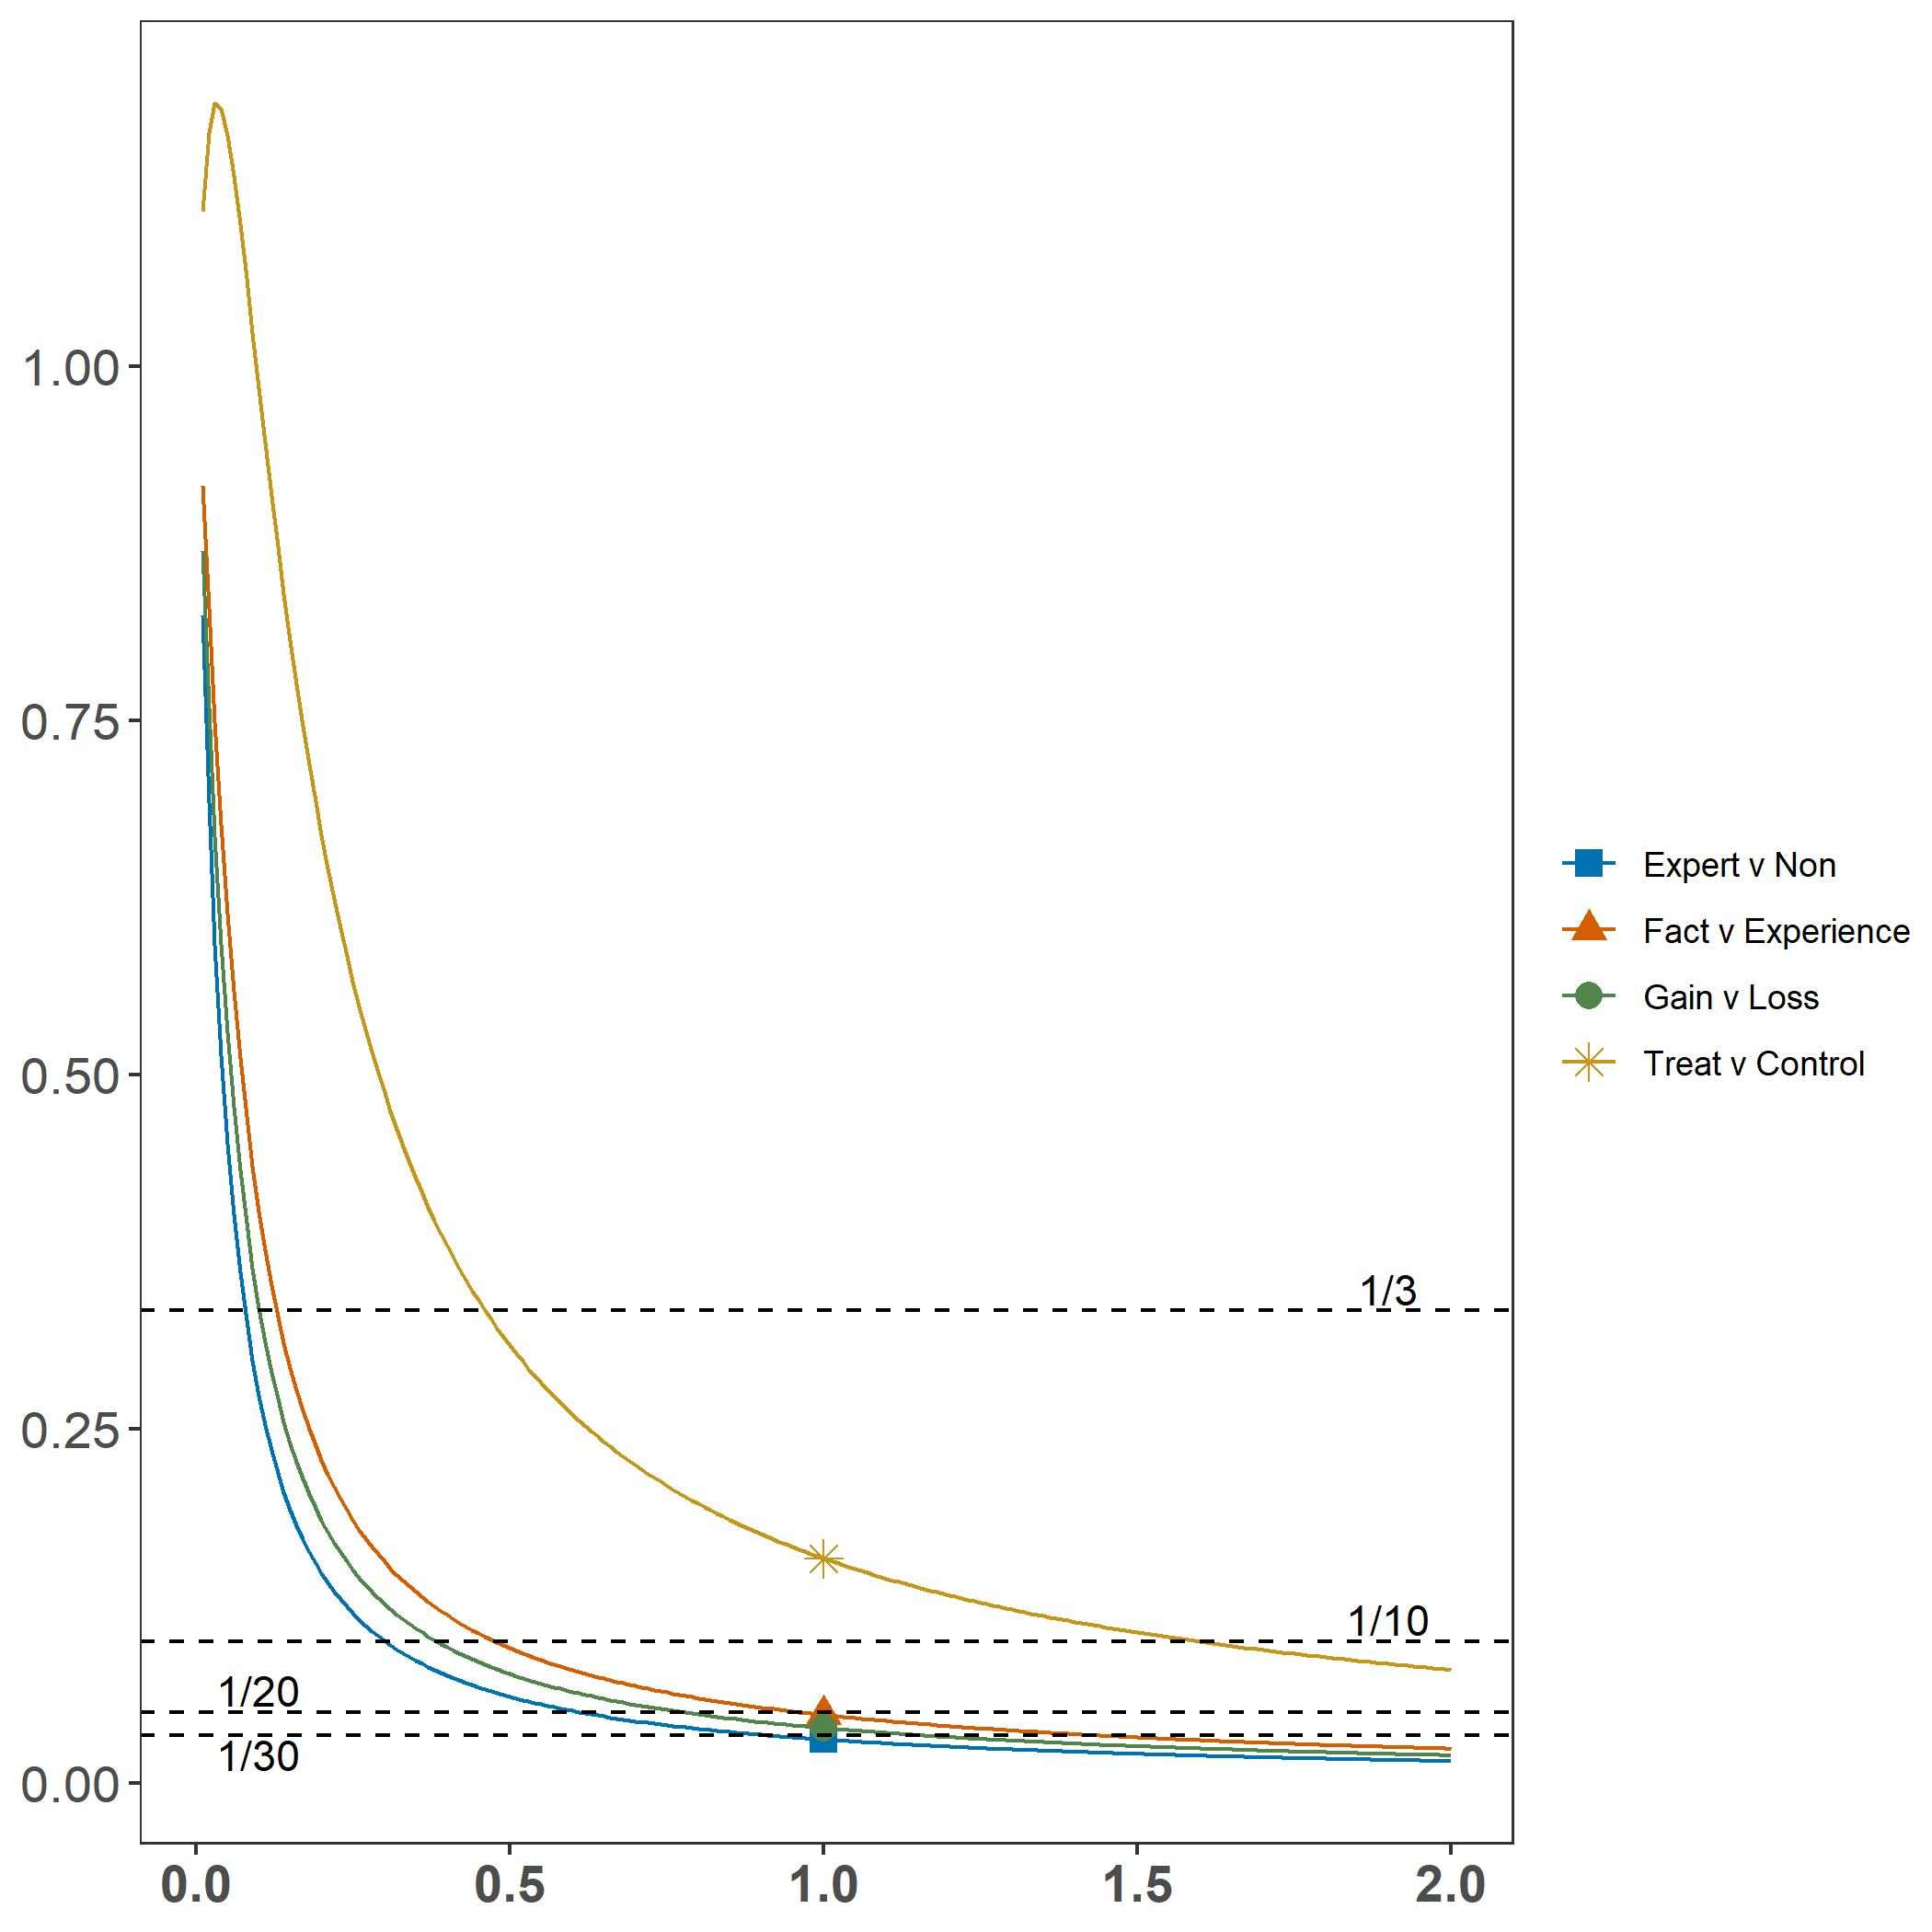 1.00
0.75
0.50
0.25
0.00
1/3
1/10
1/20
1/30
0.0 0.5 1.0 1.5 2.0
Expert v Non
Fact v Experience
Gain v Loss
Treat v Control